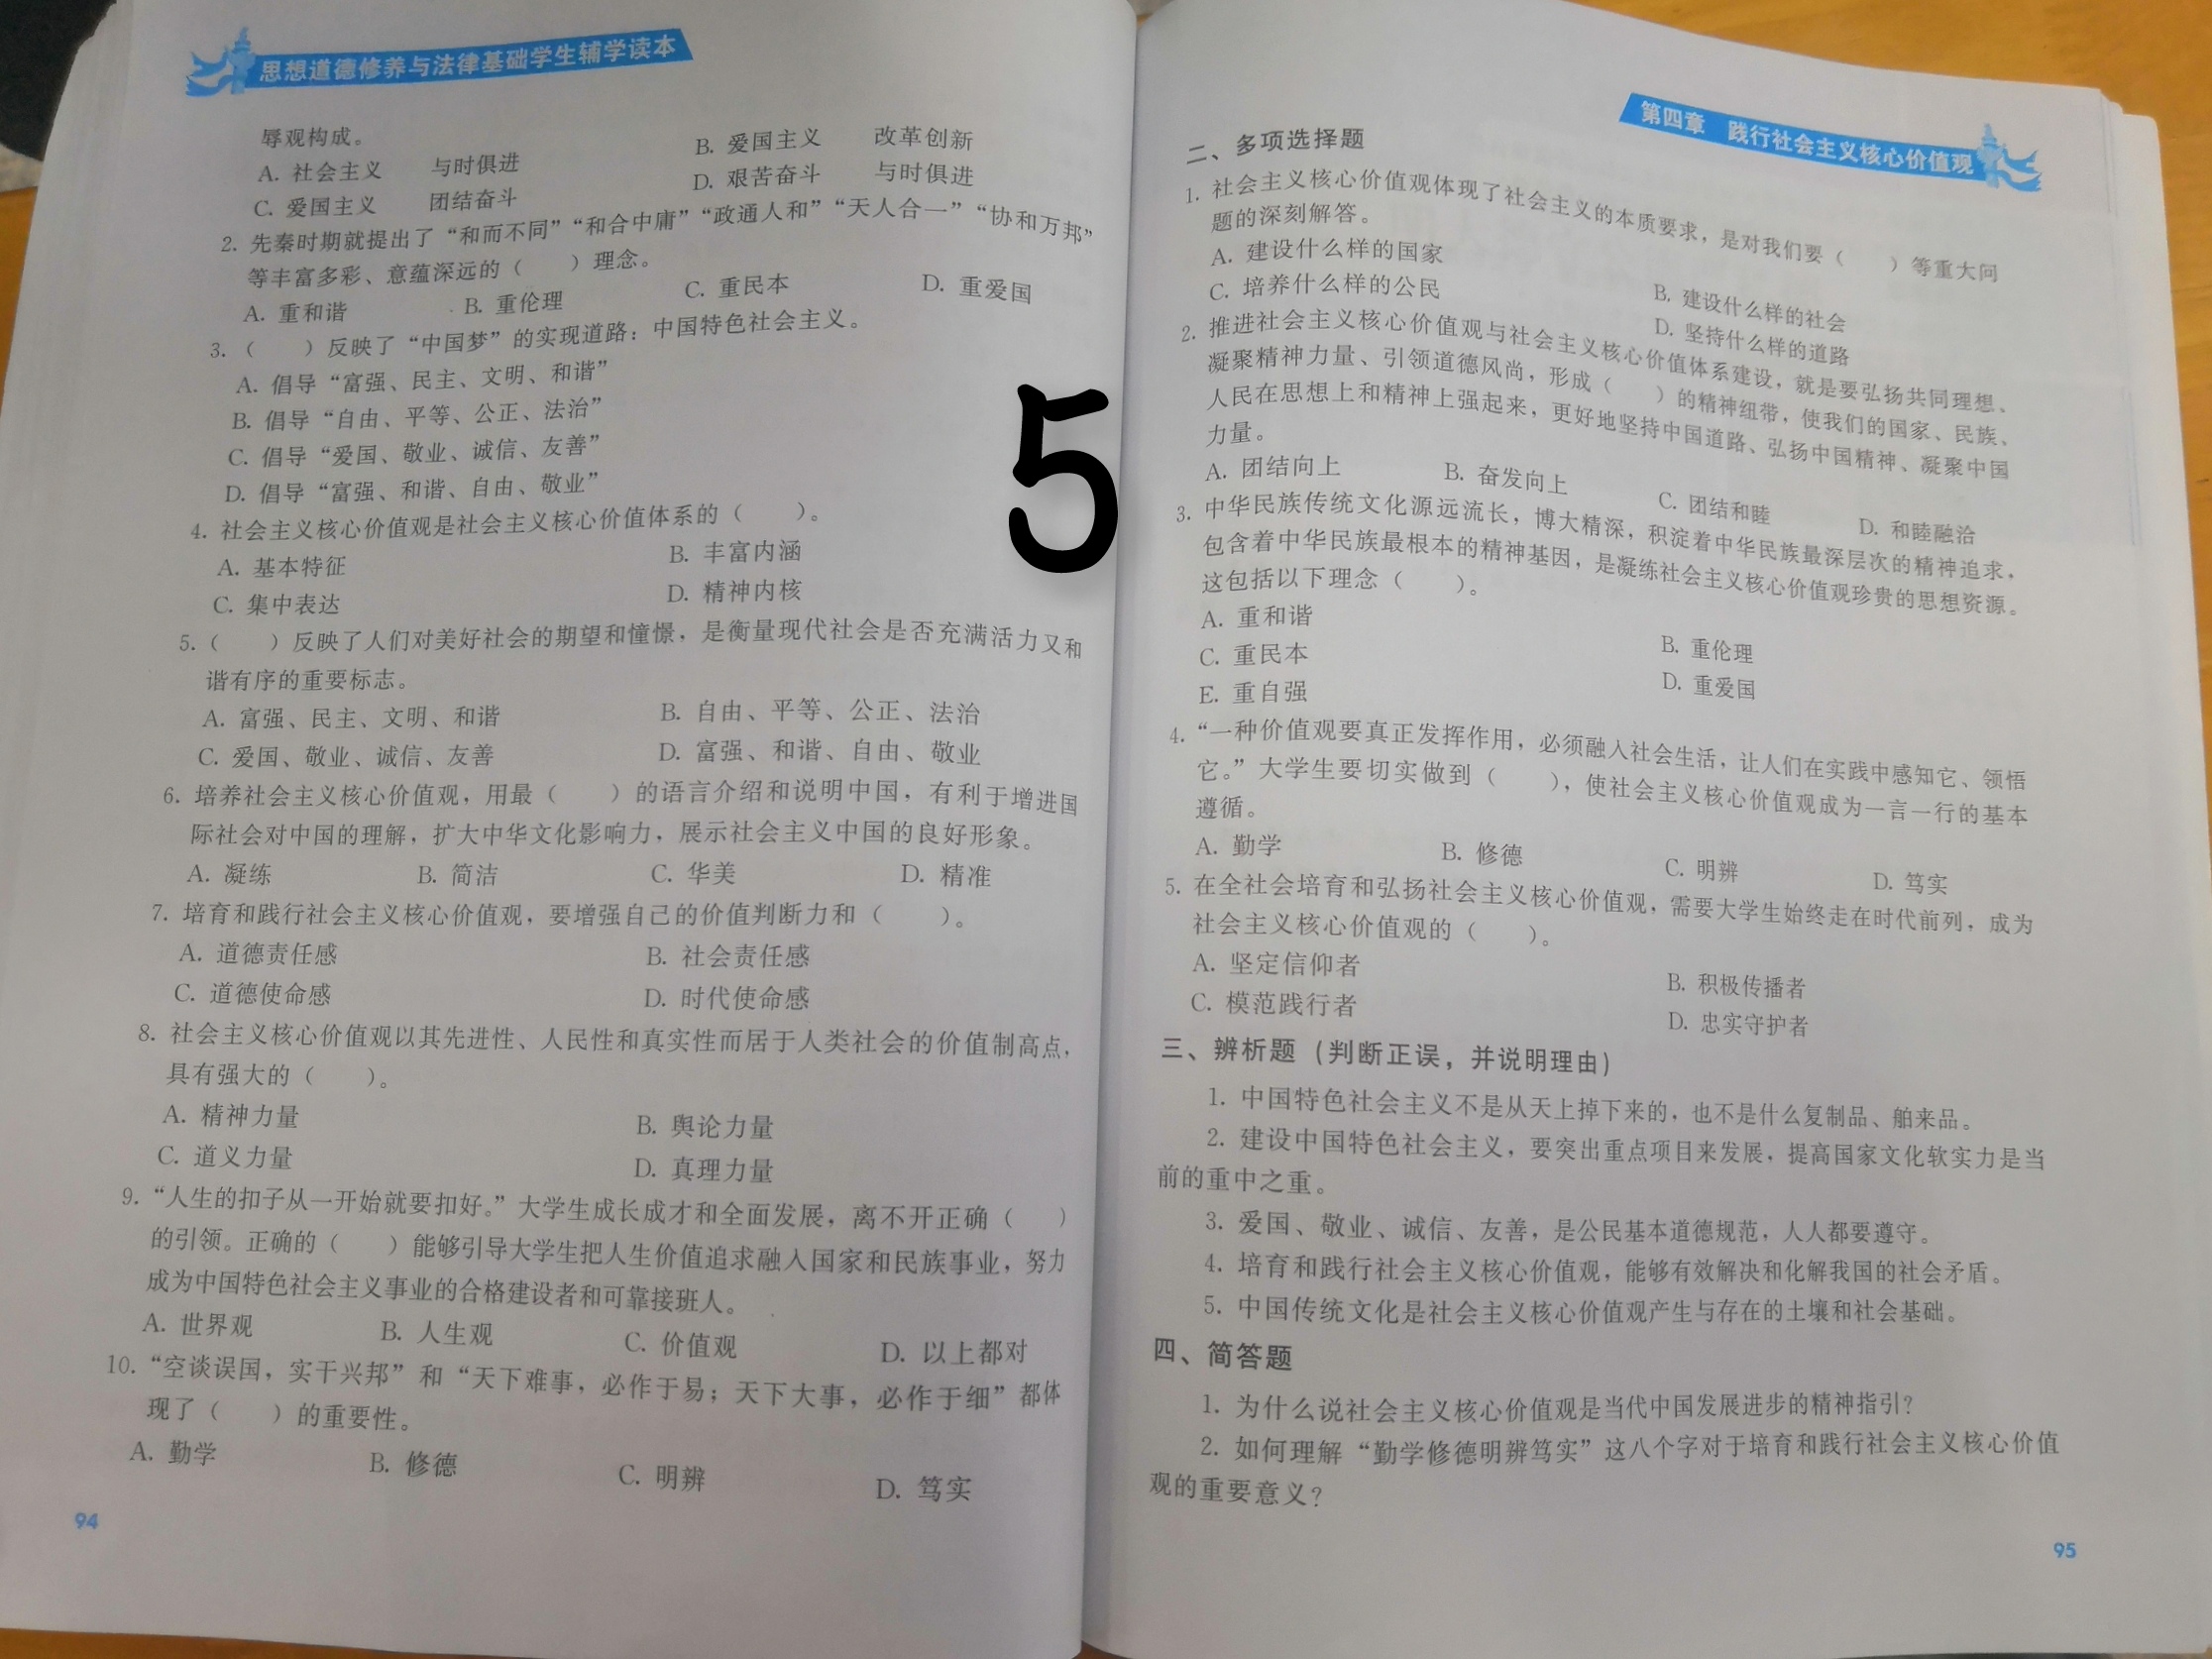 思想道德修养与法律基础学生辅学读本
辱观构成。
A. 社会主义 与时俱进 B. 爱国主义 改革创新
C. 爱国主义 团结奋斗 D. 艰苦奋斗 与时俱进
2. 先秦时期就提出了“和而不同”“和合中庸”“政通人和”“天人合一”“协和万邦”
等丰富多彩、意蕴深远的（ ）理念。
A. 重和谐 B. 重伦理 C. 重民本 D. 重爱国
3.（ ）反映了“中国梦”的实现道路：中国特色社会主义。
A. 倡导“富强、民主、文明、和谐”
B. 倡导“自由、平等、公正、法治”
C. 倡导“爱国、敬业、诚信、友善”
D. 倡导“富强、和谐、自由、敬业”
4. 社会主义核心价值观是社会主义核心价值体系的（ ）。
A. 基本特征 B. 丰富内涵
C. 集中表达 D. 精神内核
5.（ ）反映了人们对美好社会的期望和憧憬，是衡量现代社会是否充满活力又和
谐有序的重要标志。
A. 富强、民主、文明、和谐 B. 自由、平等、公正、法治
C. 爱国、敬业、诚信、友善 D. 富强、和谐、自由、敬业
6. 培养社会主义核心价值观，用最（ ）的语言介绍和说明中国，有利于增进国
际社会对中国的理解，扩大中华文化影响力，展示社会主义中国的良好形象。
A. 凝练 B. 简洁 C. 华美 D. 精准
7. 培育和践行社会主义核心价值观，要增强自己的价值判断力和（ ）。
A. 道德责任感 B. 社会责任感
C. 道德使命感 D. 时代使命感
8. 社会主义核心价值观以其先进性、人民性和真实性而居于人类社会的价值制高点，
具有强大的（ ）。
A. 精神力量 B. 舆论力量
C. 道义力量 D. 真理力量
9.“人生的扣子从一开始就要扣好。”大学生成长成才和全面发展，离不开正确（ ）
的引领。正确的（ ）能够引导大学生把人生价值追求融入国家和民族事业，努力
成为中国特色社会主义事业的合格建设者和可靠接班人。
A. 世界观 B. 人生观 C. 价值观 D. 以上都对
10.“空谈误国，实干兴邦”和“天下难事，必作于易；天下大事，必作于细”都体
现了（ ）的重要性。
A. 勤学 B. 修德 C. 明辨 D. 笃实
94
5
第四章 践行社会主义核心价值观
二、多项选择题
1. 社会主义核心价值观体现了社会主义的本质要求，是对我们要（ ）等重大问
题的深刻解答。
A. 建设什么样的国家 B. 建设什么样的社会
C. 培养什么样的公民 D. 坚持什么样的道路
2. 推进社会主义核心价值观与社会主义核心价值体系建设，就是要弘扬共同理想、
凝聚精神力量、引领道德风尚，形成（ ）的精神纽带，使我们的国家、民族、
人民在思想上和精神上强起来，更好地坚持中国道路、弘扬中国精神、凝聚中国
力量。
A. 团结向上 B. 奋发向上 C. 团结和睦 D. 和睦融洽
3. 中华民族传统文化源远流长，博大精深，积淀着中华民族最深层次的精神追求，
包含着中华民族最根本的精神基因，是凝练社会主义核心价值观珍贵的思想资源。
这包括以下理念（ ）。
A. 重和谐 B. 重伦理
C. 重民本 D. 重爱国
E. 重自强
4.“一种价值观要真正发挥作用，必须融入社会生活，让人们在实践中感知它、领悟
它。”大学生要切实做到（ ），使社会主义核心价值观成为一言一行的基本
遵循。
A. 勤学 B. 修德 C. 明辨 D. 笃实
5. 在全社会培育和弘扬社会主义核心价值观，需要大学生始终走在时代前列，成为
社会主义核心价值观的（ ）。
A. 坚定信仰者 B. 积极传播者
C. 模范践行者 D. 忠实守护者
三、辨析题（判断正误，并说明理由）
1. 中国特色社会主义不是从天上掉下来的，也不是什么复制品、舶来品。
2. 建设中国特色社会主义，要突出重点项目来发展，提高国家文化软实力是当
前的重中之重。
3. 爱国、敬业、诚信、友善，是公民基本道德规范，人人都要遵守。
4. 培育和践行社会主义核心价值观，能够有效解决和化解我国的社会矛盾。
5. 中国传统文化是社会主义核心价值观产生与存在的土壤和社会基础。
四、简答题
1. 为什么说社会主义核心价值观是当代中国发展进步的精神指引？
2. 如何理解“勤学修德明辨笃实”这八个字对于培育和践行社会主义核心价值
观的重要意义？
95